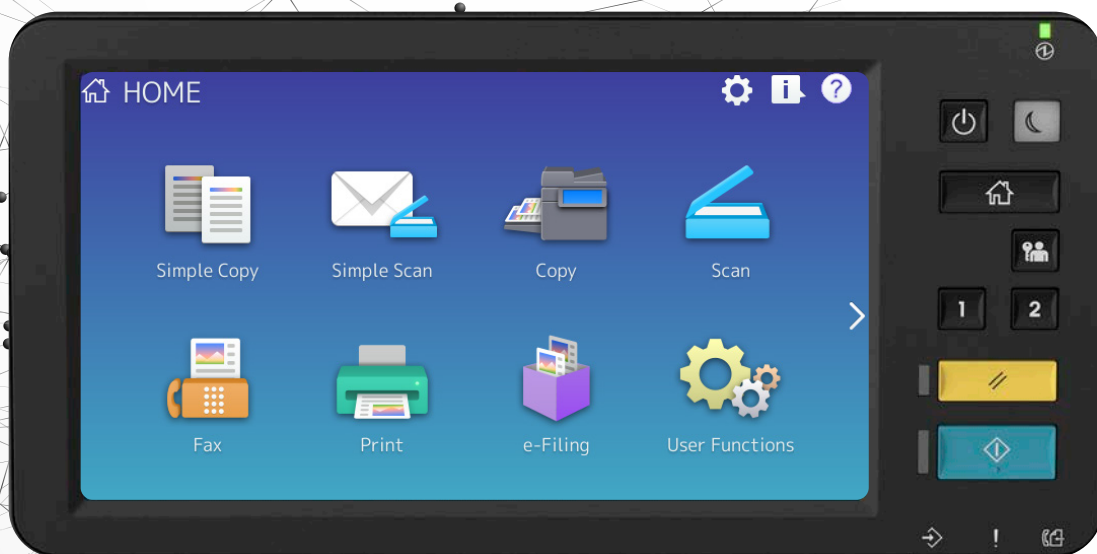 HOME
i ?
Simple Copy Simple Scan Copy Scan
Fax Print e-Filing User Functions
1 2
!